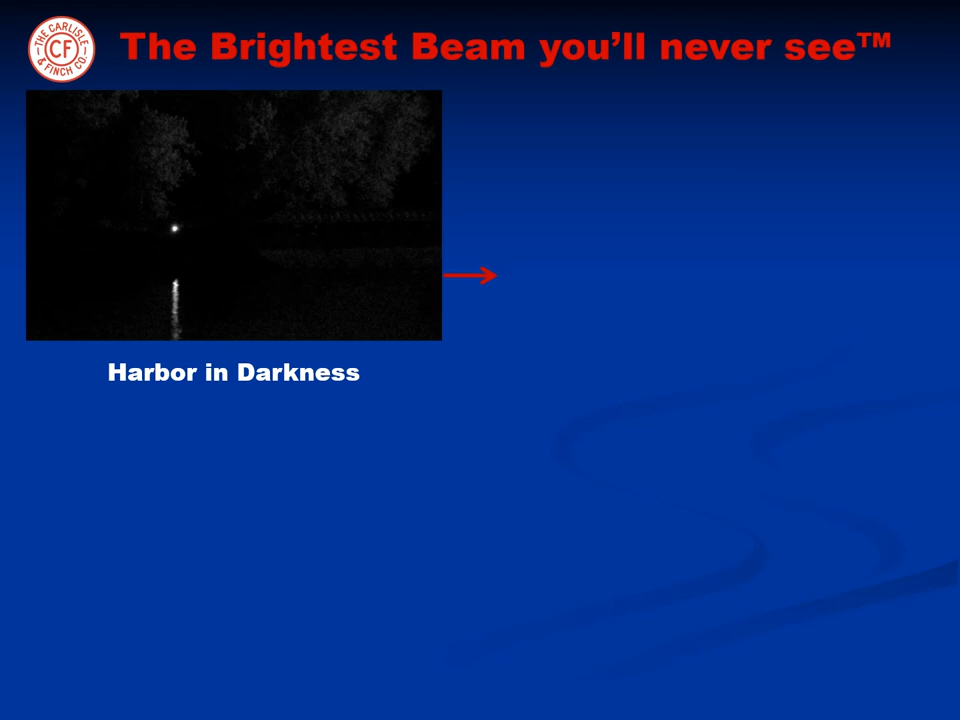 THE CARLISLE
CF
& FINCH CO.
The Brightest Beam you’ll never see™
Harbor in Darkness